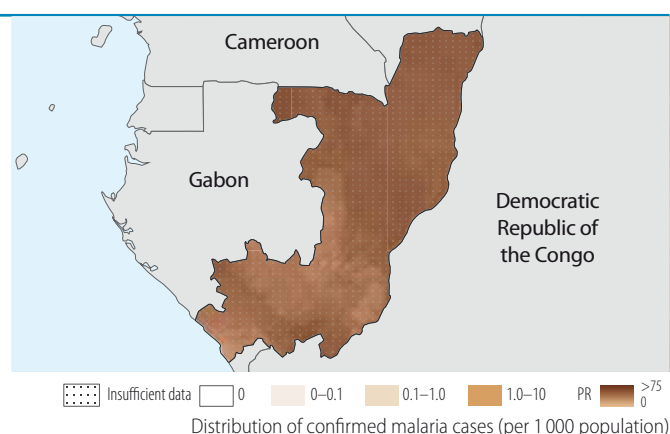 Cameroon
Gabon
Democratic
Republic of
the Congo
Insufficient data 0 0–0.1 0.1–1.0 1.0–10 PR >75
0
Distribution of confirmed malaria cases (per 1 000 population)